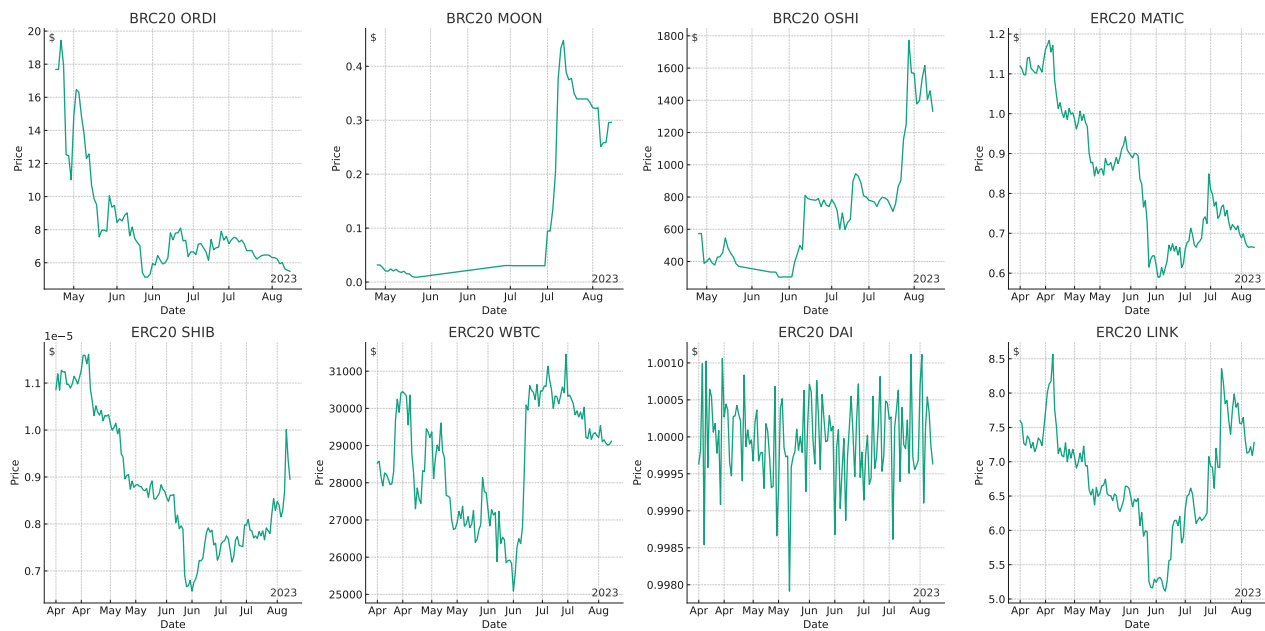 BRC20 ORDI
$
20
18
16
14
12
10
8
6
Price
May Jun Jun Jul Jul Aug
2023
Date
BRC20 MOON
$
0.4
0.3
0.2
0.1
0.0
Price
May Jun Jun Jul Aug
2023
Date
BRC20 OSHI
$
1800
1600
1400
1200
1000
800
600
400
Price
May Jun Jun Jul Aug
2023
Date
ERC20 MATIC
$
1.2
1.1
1.0
0.9
0.8
0.7
0.6
Price
Apr Apr May May Jun Jun Jul Jul Aug
2023
Date
ERC20 SHIB
1e−5
$
1.1
1.0
0.9
0.8
0.7
Price
Apr Apr May May Jun Jun Jul Jul Aug
2023
Date
ERC20 WBTC
$
31000
30000
29000
28000
27000
26000
25000
Price
Apr Apr May May Jun Jun Jul Jul Aug
2023
Date
ERC20 DAI
$
1.0010
1.0005
1.0000
0.9995
0.9990
0.9985
0.9980
Price
Apr Apr May May Jun Jun Jul Jul Aug
2023
Date
ERC20 LINK
$
8.5
8.0
7.5
7.0
6.5
6.0
5.5
5.0
Price
Apr Apr May May Jun Jun Jul Jul Aug
2023
Date